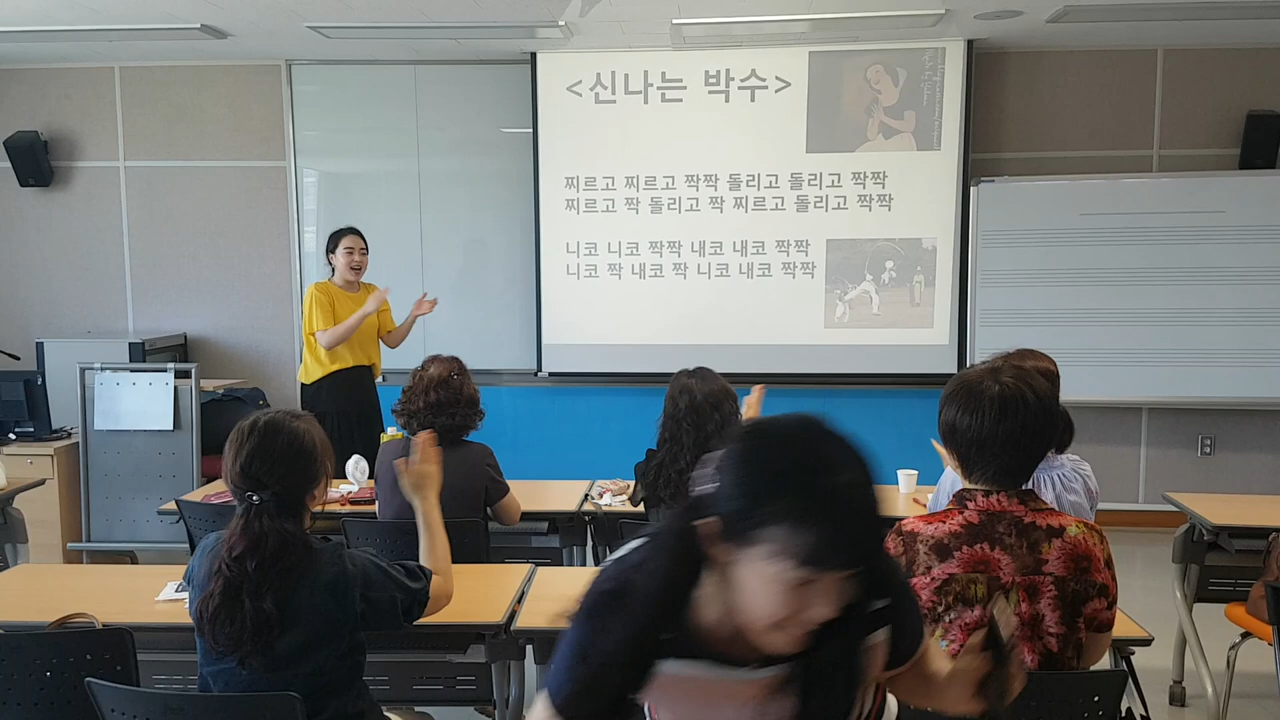 <신나는 박수>
찌르고 찌르고 짝짝 돌리고 돌리고 짝짝
찌르고 짝 돌리고 짝 찌르고 돌리고 짝짝
니코 니코 짝짝 내코 내코 짝짝
니코 짝 내코 짝 니코 내코 짝짝